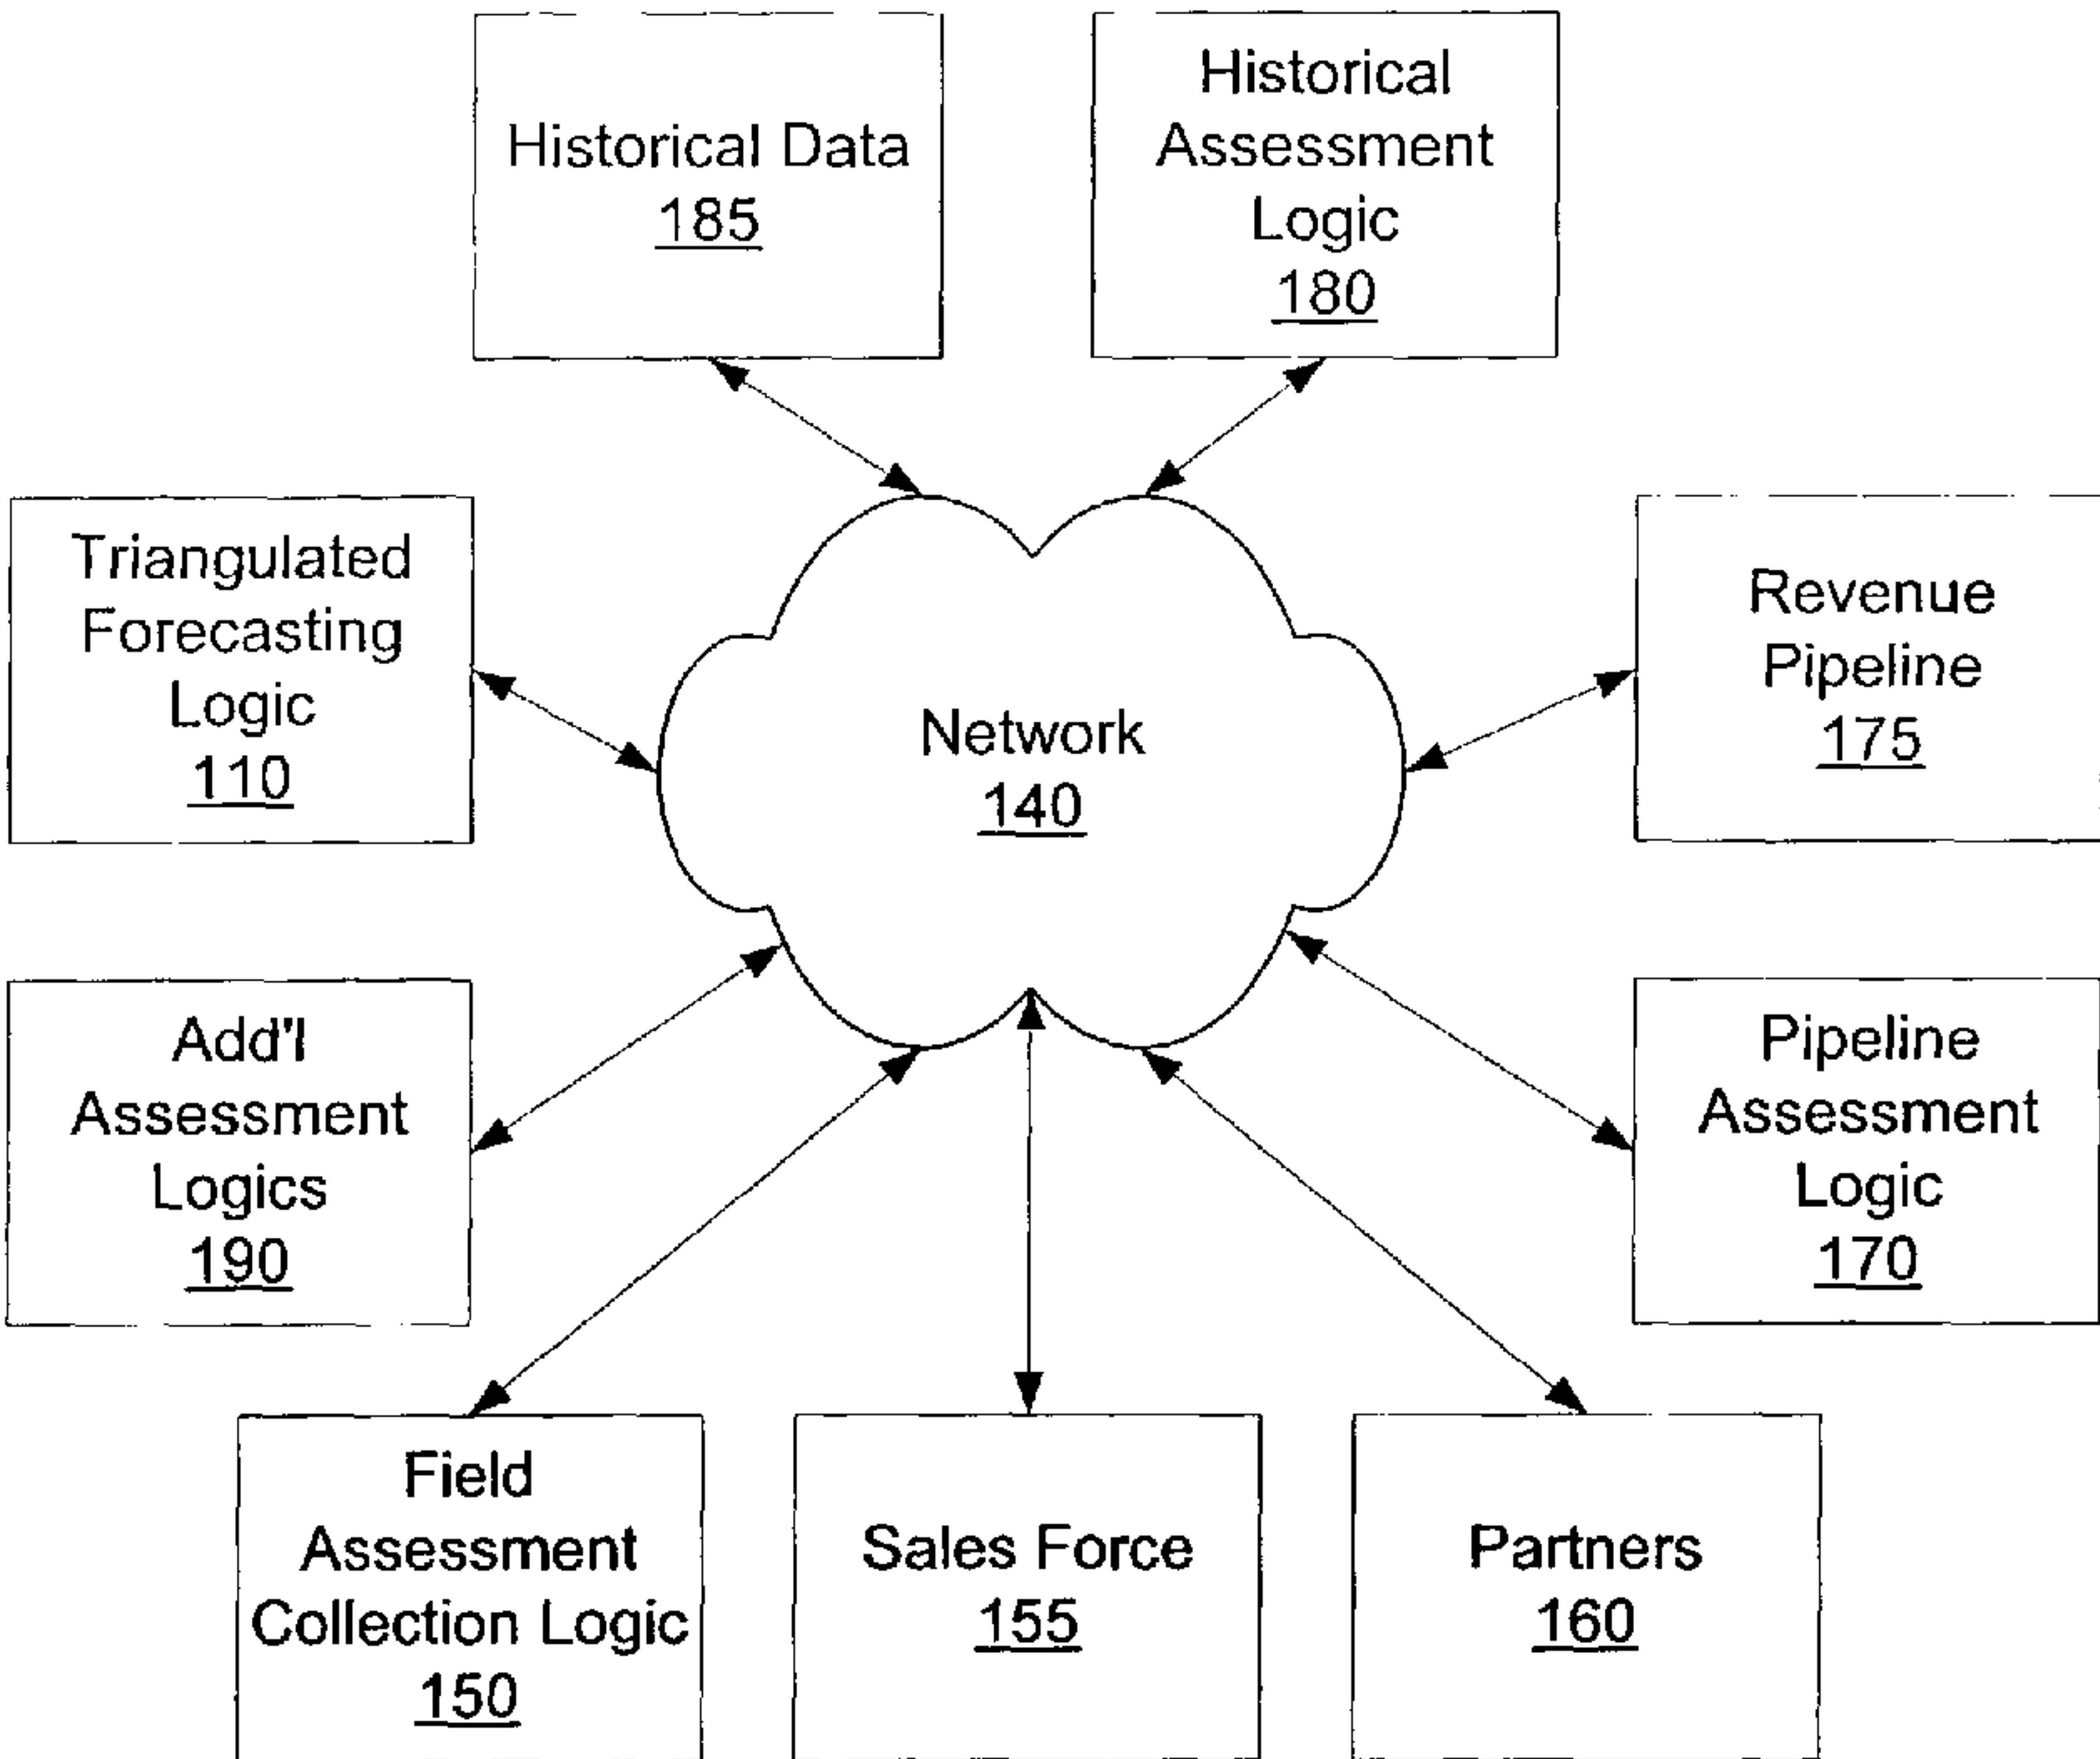 Historical Data
185
Historical
Assessment
Logic
180
Triangulated
Forecasting
Logic
110
Network
140
Revenue
Pipeline
175
Add'l
Assessment
Logics
190
Pipeline
Assessment
Logic
170
Field
Assessment
Collection Logic
150
Sales Force
155
Partners
160